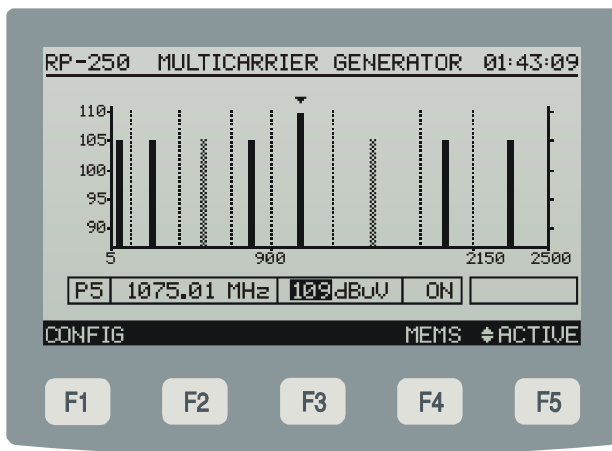 RP-250 MULTICARRIER GENERATOR 01:43:09
110
105
100
95
90
5 900 2150 2500
P5 1075.01 MHz 109dBuV ON
CONFIG MEMS ACTIVE
F1 F2 F3 F4 F5